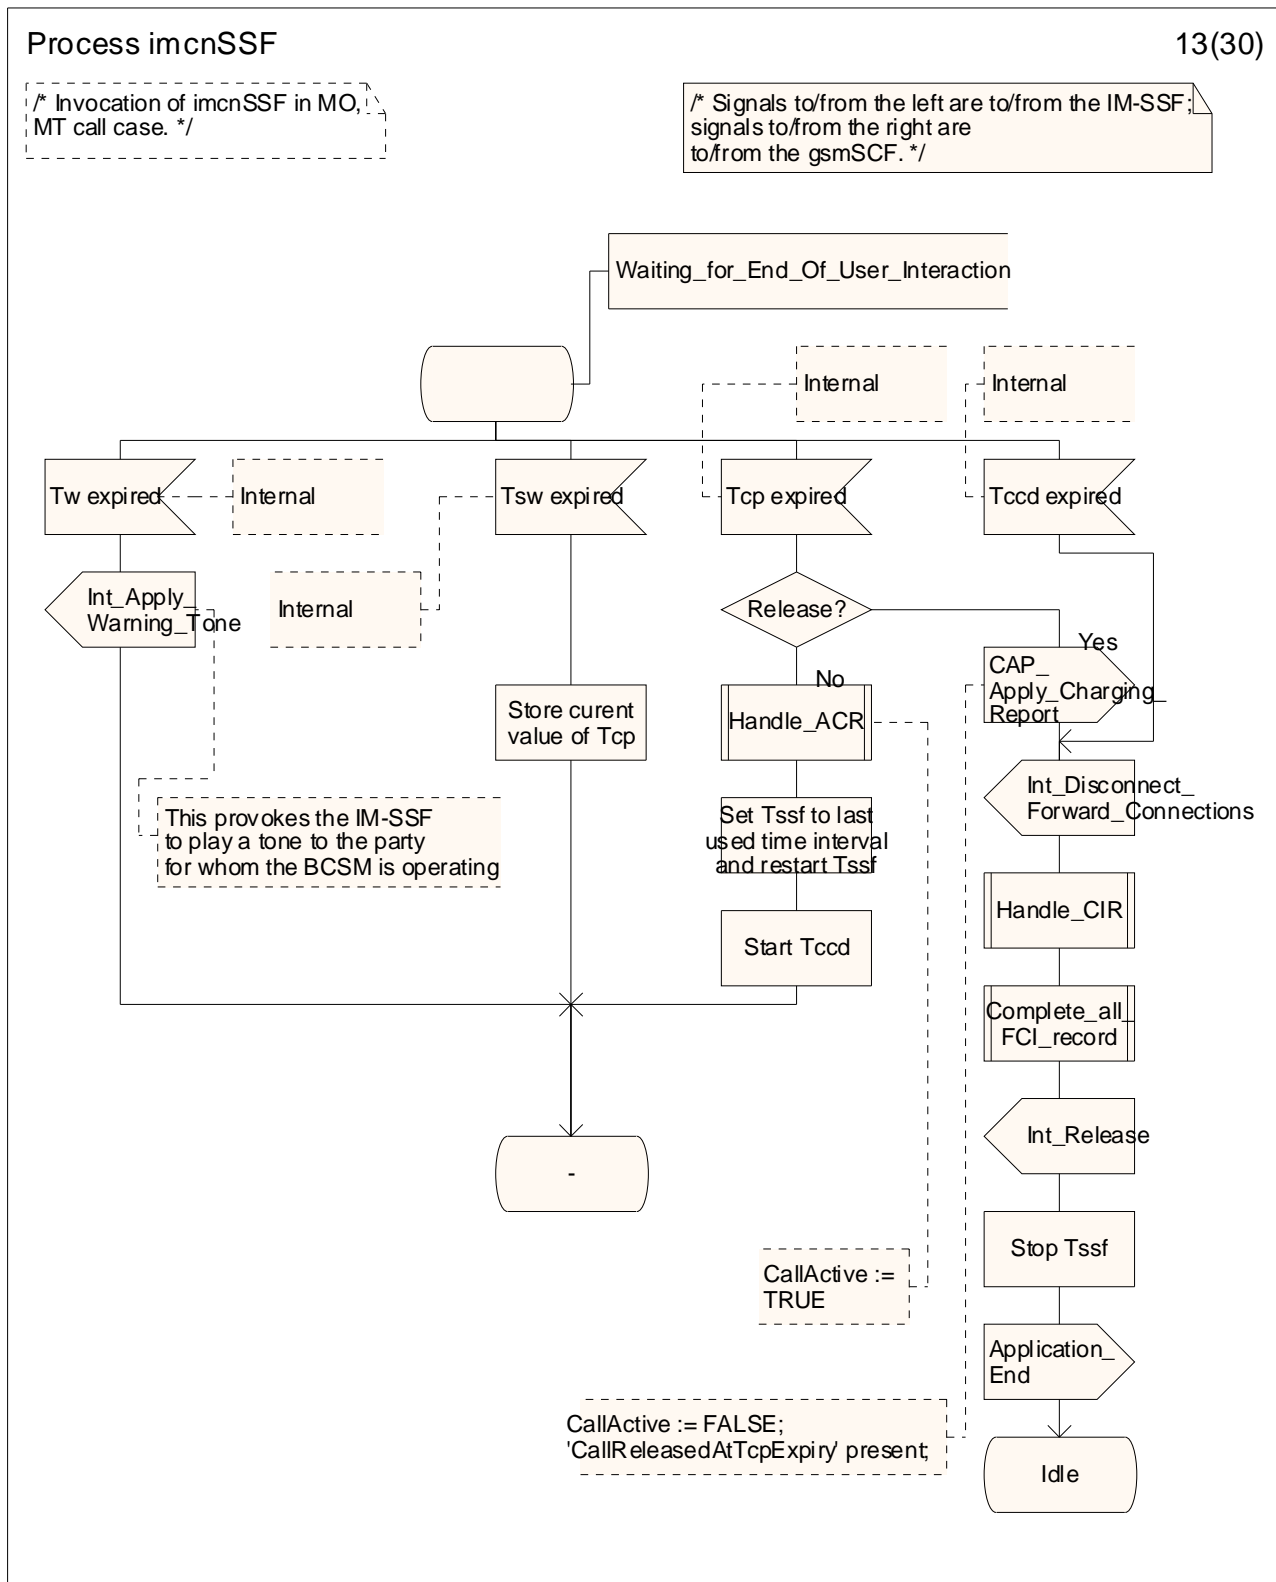 Process imcnSSF
13(30)
/* Invocation of imcnSSF in MO,
MT call case. */
/* Signals to/from the left are to/from the IM-SSF;
signals to/from the right are
to/from the gsmSCF. */
Waiting_for_End_Of_User_Interaction
Internal
Internal
Tw expired
Internal
Tsw expired
Tcp expired
Tccd expired
Int_Apply_
Warning_Tone
Internal
Release?
Yes
No
CAP_
Apply_Charging_
Report
Store curent
value of Tcp
Handle_ACR
Int_Disconnect_
Forward_Connections
This provokes the IM-SSF
to play a tone to the party
for whom the BCSM is operating
Set Tssf to last
used time interval
and restart Tssf
Handle_CIR
Start Tccd
Complete_all_
FCI_record
Int_Release
-
Stop Tssf
CallActive :=
TRUE
Application_
End
CallActive := FALSE;
'CallReleasedAtTcpExpiry' present;
Idle